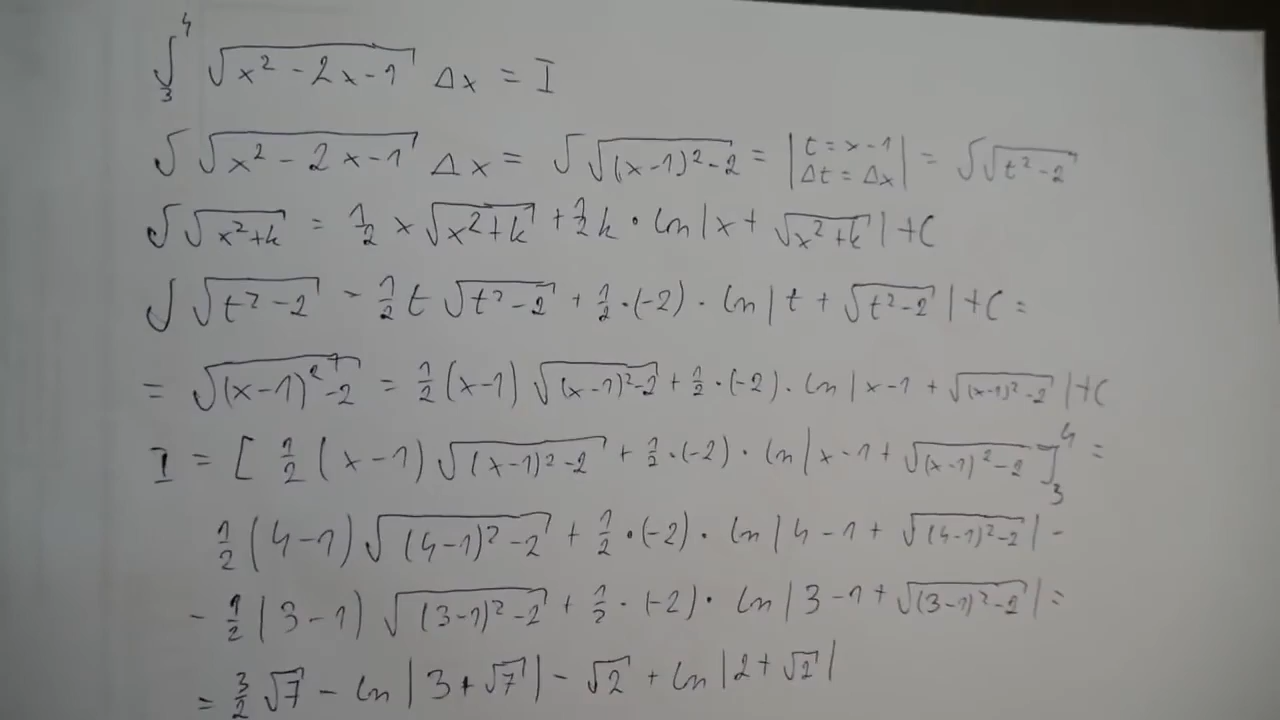 ∫₃⁴ √(x² - 2x - 1) Δx = I
∫ √(x² - 2x - 1) Δx = ∫ √((x-1)² - 2) = | t = x - 1 Δt = Δx | = ∫ √(t² - 2)
∫ √(x² + k) = 1/2 x √(x² + k) + 1/2 k · ln|x + √(x² + k)| + C
∫ √(t² - 2) = 1/2 t √(t² - 2) + 1/2 · (-2) · ln|t + √(t² - 2)| + C =
= √((x-1)² - 2) = 1/2 (x-1) √((x-1)² - 2) + 1/2 · (-2) · ln|x - 1 + √((x-1)² - 2)| + C
I = [ 1/2 (x-1) √((x-1)² - 2) + 1/2 · (-2) · ln|x - 1 + √((x-1)² - 2) ]₃⁴ =
1/2 (4-1) √((4-1)² - 2) + 1/2 · (-2) · ln|4 - 1 + √((4-1)² - 2)| -
- 1/2 (3-1) √((3-1)² - 2) + 1/2 · (-2) · ln|3 - 1 + √((3-1)² - 2)| =
= 3/2 √7 - ln|3 + √7| - √2 + ln|2 + √2|